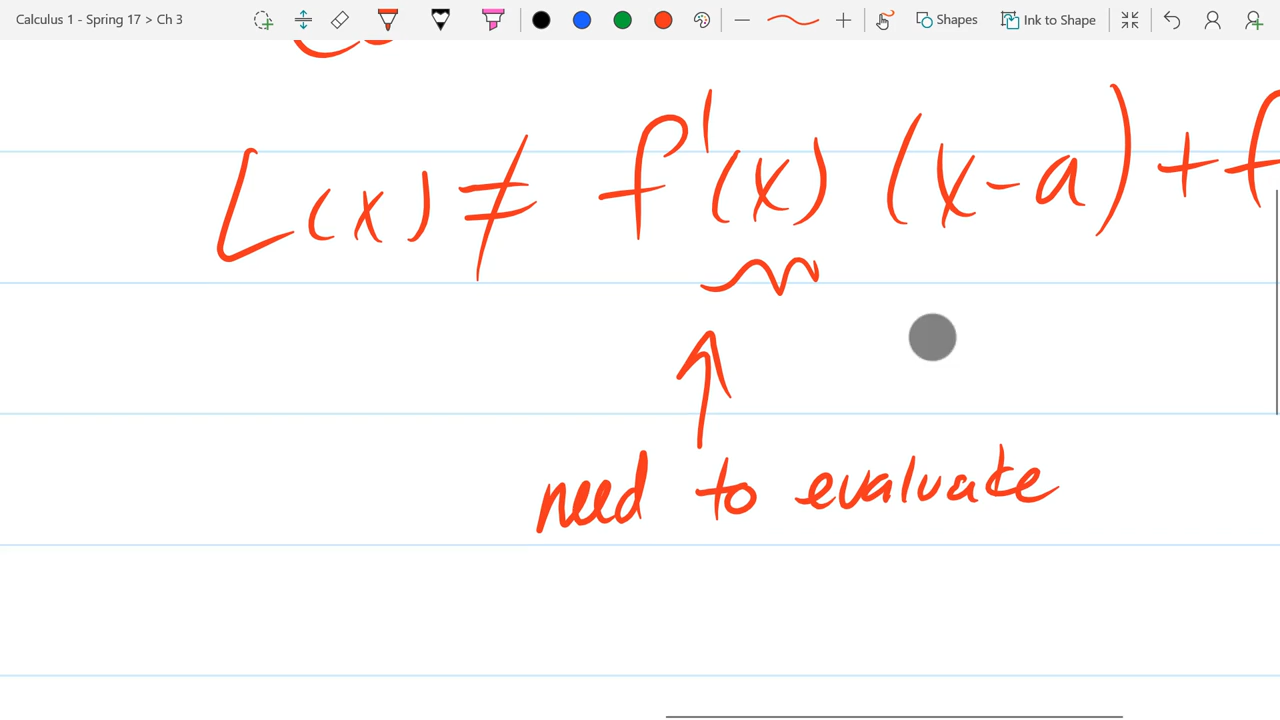 Calculus 1 - Spring 17 > Ch 3
Shapes
Ink to Shape
L(x) ≠ f'(x) (x-a) + f
need to evaluate